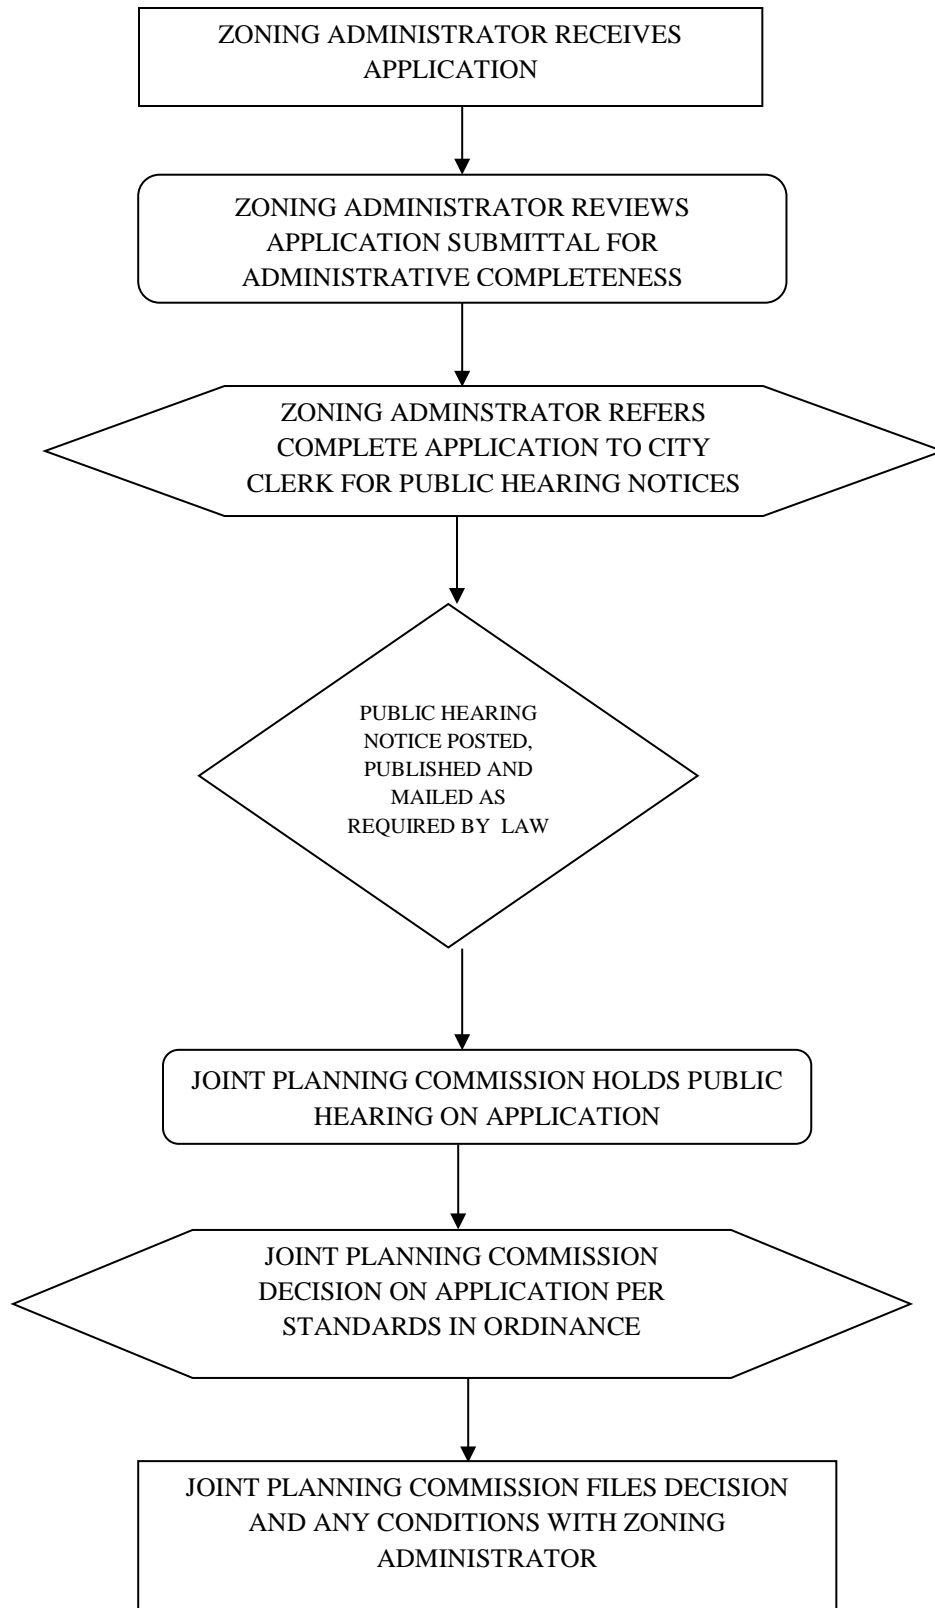 ZONING ADMINISTRATOR RECEIVES
APPLICATION
ZONING ADMINISTRATOR REVIEWS
APPLICATION SUBMITTAL FOR
ADMINISTRATIVE COMPLETENESS
ZONING ADMINSTRATOR REFERS
COMPLETE APPLICATION TO CITY
CLERK FOR PUBLIC HEARING NOTICES
PUBLIC HEARING
NOTICE POSTED,
PUBLISHED AND
MAILED AS
REQUIRED BY LAW
JOINT PLANNING COMMISSION HOLDS PUBLIC
HEARING ON APPLICATION
JOINT PLANNING COMMISSION
DECISION ON APPLICATION PER
STANDARDS IN ORDINANCE
JOINT PLANNING COMMISSION FILES DECISION
AND ANY CONDITIONS WITH ZONING
ADMINISTRATOR